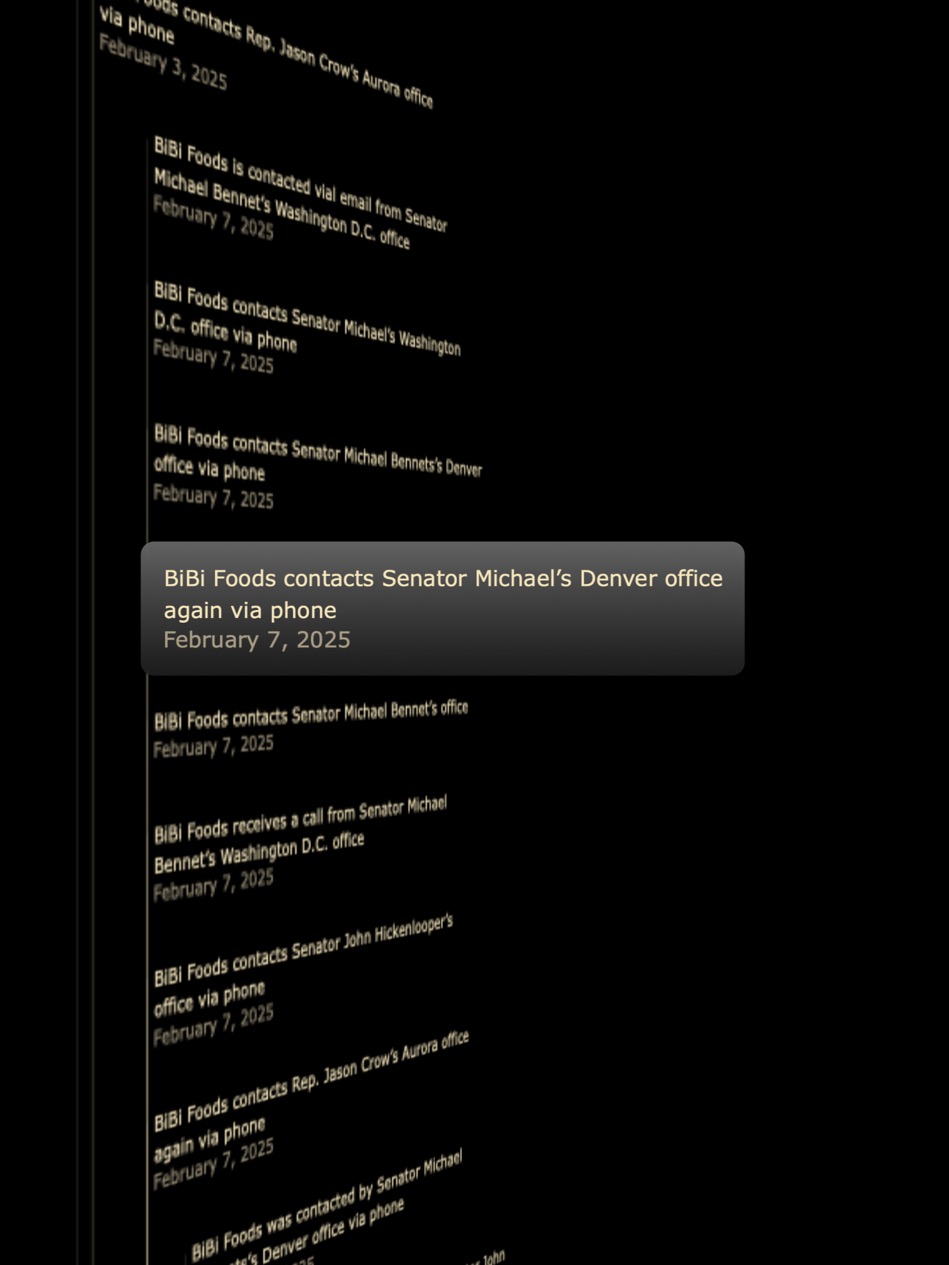 contacts Rep. Jason Crow’s Aurora office
via phone
February 3, 2025
BiBi Foods is contacted vial email from Senator
Michael Bennet’s Washington D.C. office
February 7, 2025
BiBi Foods contacts Senator Michael’s Washington
D.C. office via phone
February 7, 2025
BiBi Foods contacts Senator Michael Bennets’s Denver
office via phone
February 7, 2025
BiBi Foods contacts Senator Michael’s Denver office
again via phone
February 7, 2025
BiBi Foods contacts Senator Michael Bennet’s office
February 7, 2025
BiBi Foods receives a call from Senator Michael
Bennet’s Washington D.C. office
February 7, 2025
BiBi Foods contacts Senator John Hickenlooper’s
office via phone
February 7, 2025
BiBi Foods contacts Rep. Jason Crow’s Aurora office
again via phone
February 7, 2025
BiBi Foods was contacted by Senator Michael
Denver office via phone
John